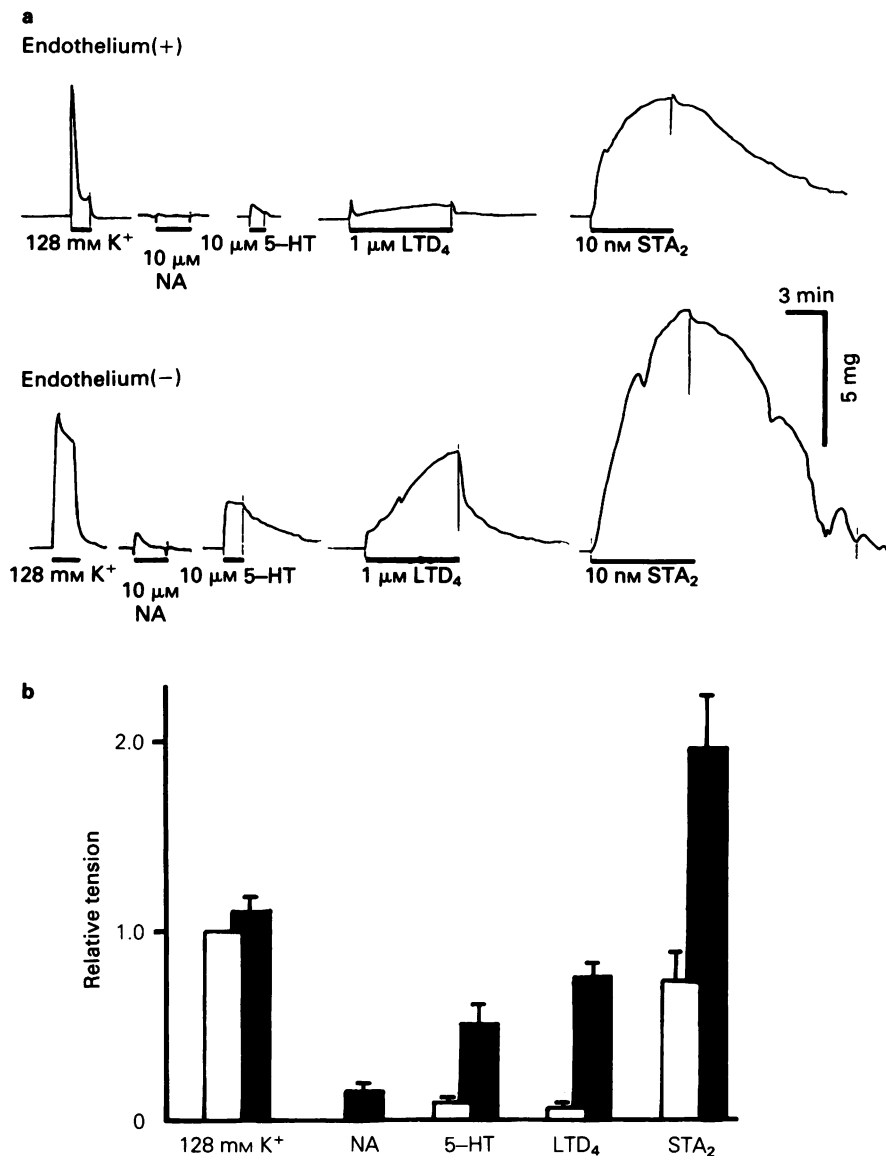 a
Endothelium(+)
128 mM K⁺
10 μM NA
10 μM 5–HT
1 μM LTD₄
10 nM STA₂
3 min
5 mg
Endothelium(-)
128 mM K⁺
10 μM NA
10 μM 5–HT
1 μM LTD₄
10 nM STA₂
b
Relative tension
2.0
1.0
0
128 mM K⁺
NA
5–HT
LTD₄
STA₂